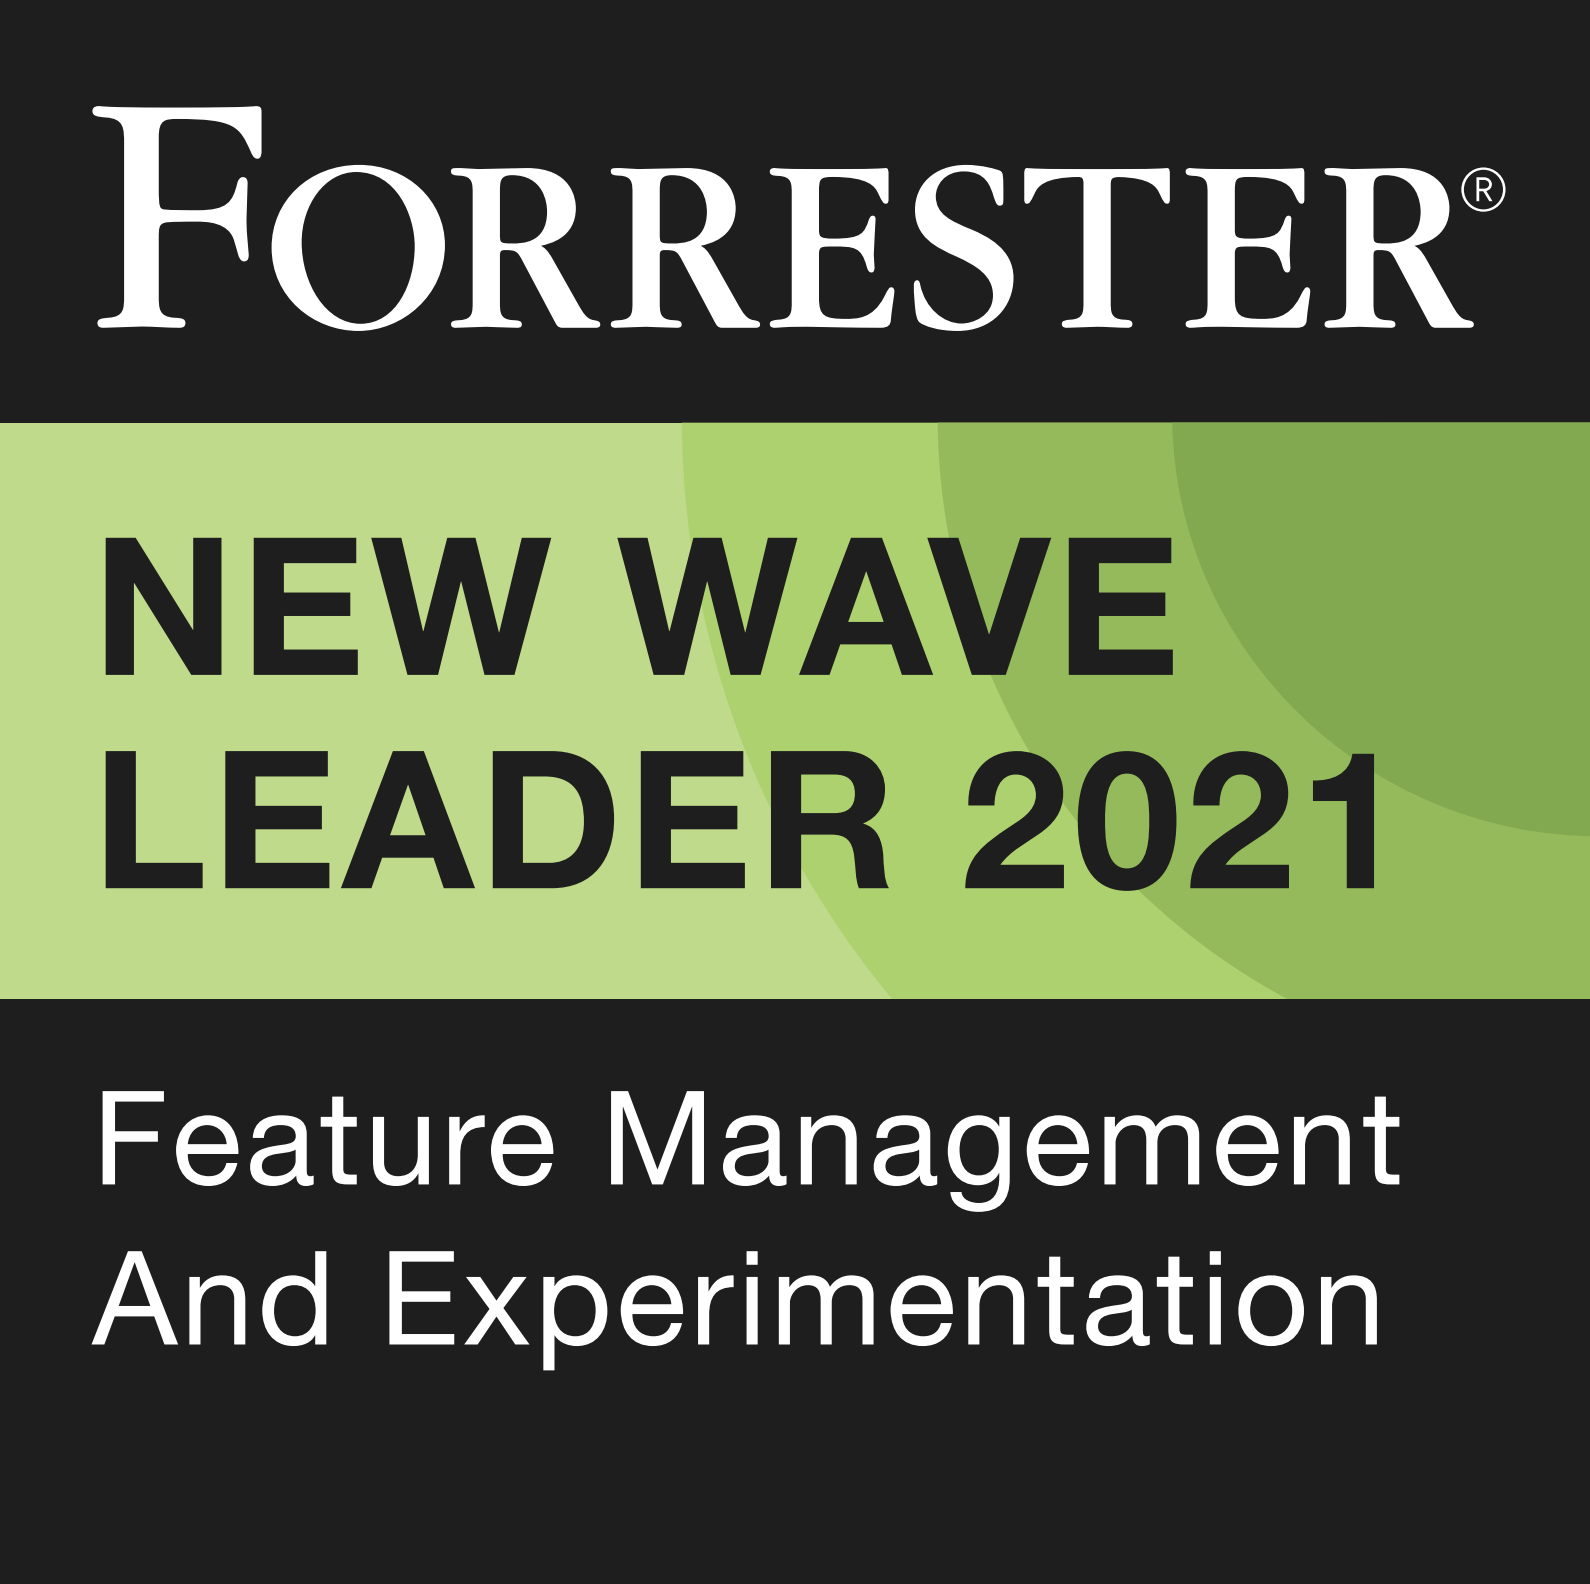 FORRESTER®
NEW WAVE
LEADER 2021
Feature Management
And Experimentation